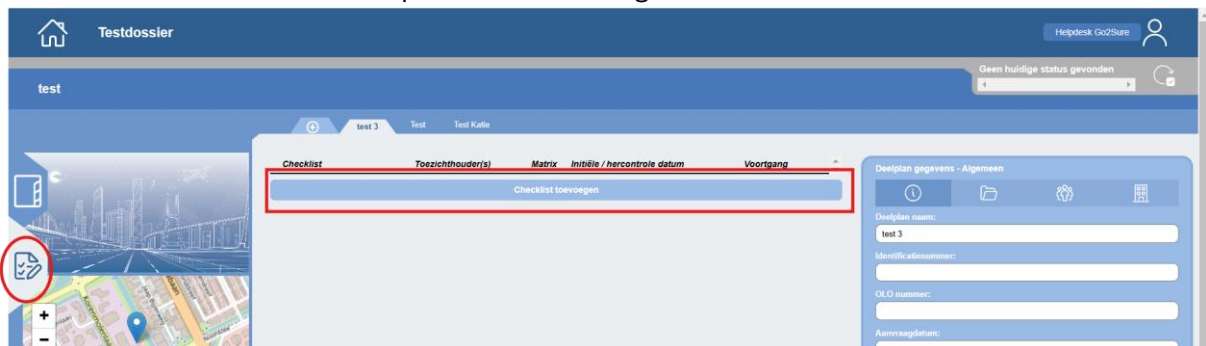 Testdossier
Helpdesk Go2Sure
Geen huidige status gevonden
test
test 3 Test Test Katie
Checklist Toezichthouder(s) Matrix Initiële / hercontrole datum Voortgang
Checklist toevoegen
Deelplan gegevens - Algemeen
Deelplan naam:
test 3
Identificatienummer:
OLO nummer:
Aanvraagdatum:
+
−